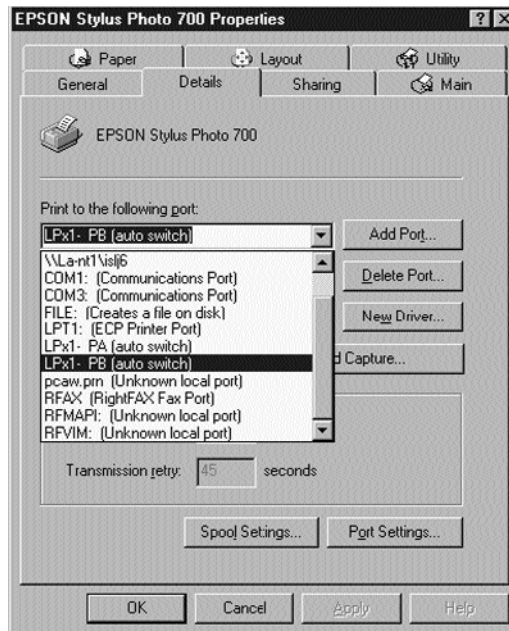 EPSON Stylus Photo 700 Properties
Paper Layout Utility
General Details Sharing Main
EPSON Stylus Photo 700
Print to the following port:
LPx1- PB (auto switch) Add Port...
\\La-nt1\islj6
COM1: (Communications Port) Delete Port...
COM3: (Communications Port)
FILE: (Creates a file on disk)
LPT1: (ECP Printer Port) New Driver...
LPx1- PA (auto switch)
LPx1- PB (auto switch) d Capture...
pcaw.prn (Unknown local port)
RFAX (RightFAX Fax Port)
RFMAPI: (Unknown local port)
RFVIM: (Unknown local port)
Transmission retry: 45 seconds
Spool Settings... Port Settings...
OK Cancel Apply Help